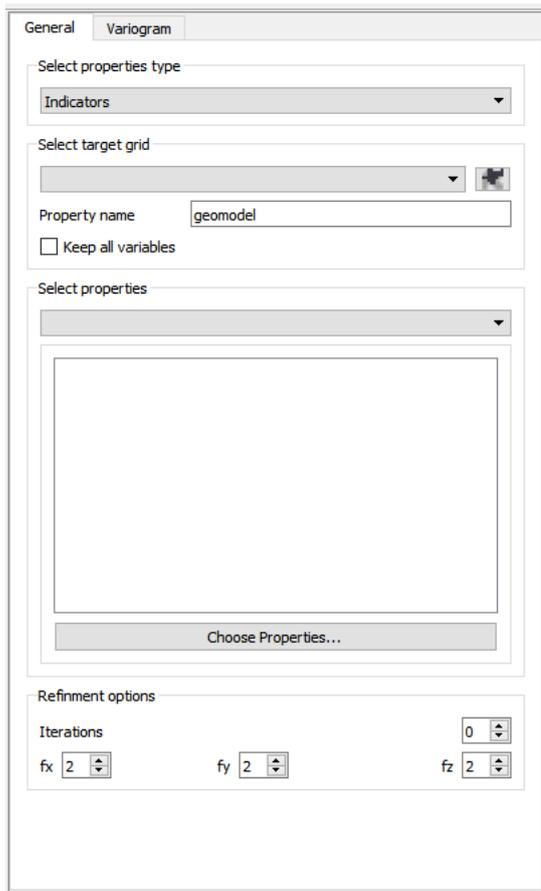 General Variogram
Select properties type
Indicators
Select target grid
Property name geomodel
Keep all variables
Select properties
Choose Properties...
Refinment options
Iterations 0
fx 2 fy 2 fz 2